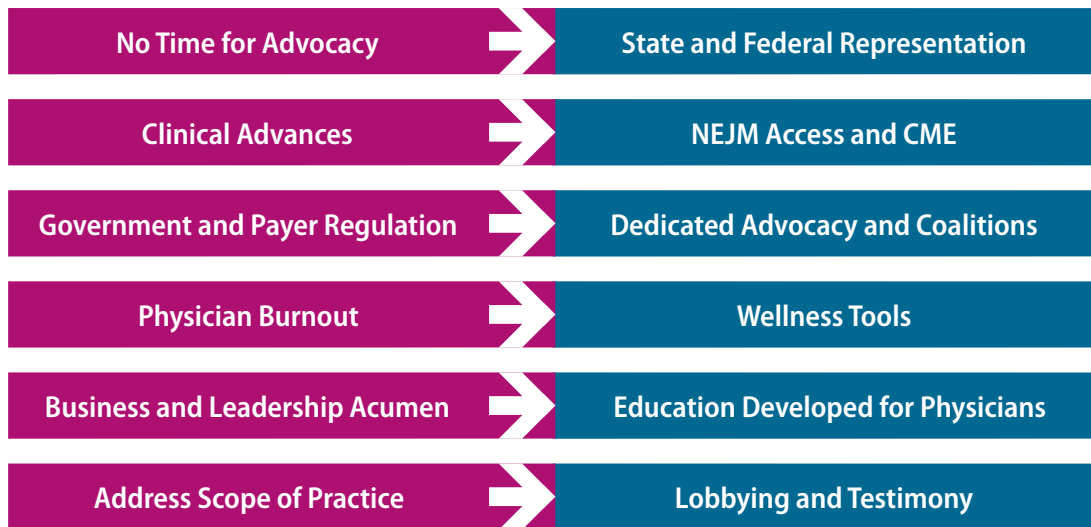 No Time for Advocacy
State and Federal Representation
Clinical Advances
NEJM Access and CME
Government and Payer Regulation
Dedicated Advocacy and Coalitions
Physician Burnout
Wellness Tools
Business and Leadership Acumen
Education Developed for Physicians
Address Scope of Practice
Lobbying and Testimony